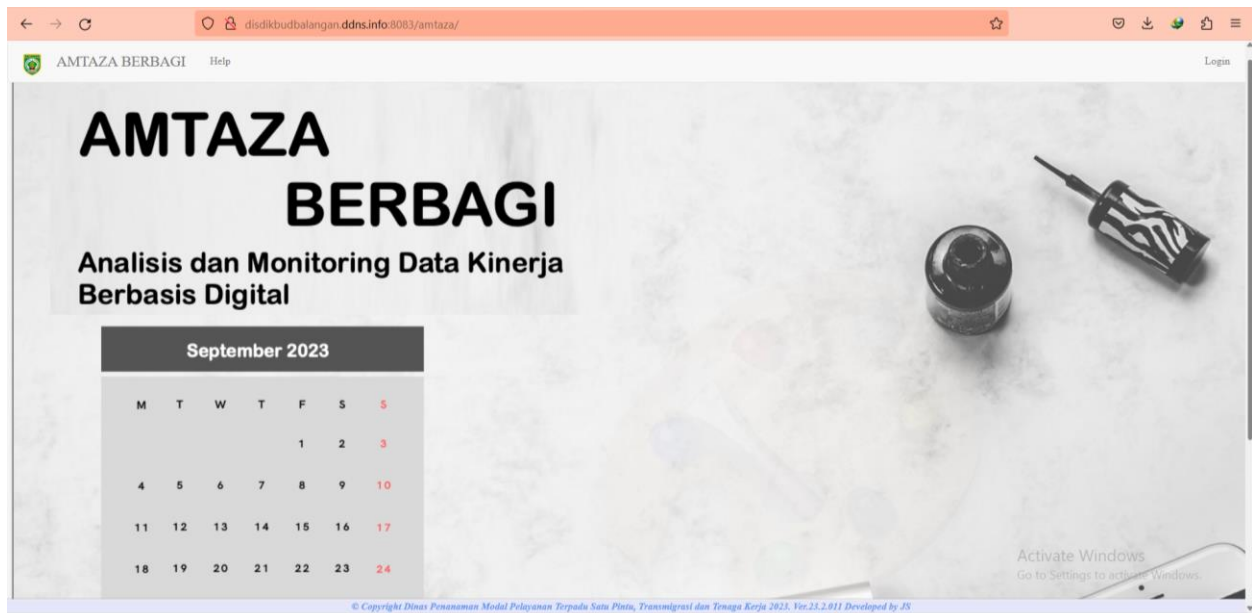 disdikbudbalangan.ddns.info:8083/amtaza/
AMTAZA BERBAGI Help Login
AMTAZA
BERBAGI
Analisis dan Monitoring Data Kinerja
Berbasis Digital
September 2023
M T W T F S S
1 2 3
4 5 6 7 8 9 10
11 12 13 14 15 16 17
18 19 20 21 22 23 24
Activate Windows
Go to Settings to activate Windows.
© Copyright Dinas Penanaman Modal Pelayanan Terpadu Satu Pintu, Transmigrasi dan Tenaga Kerja 2023. Ver.23.2.011 Developed by JS